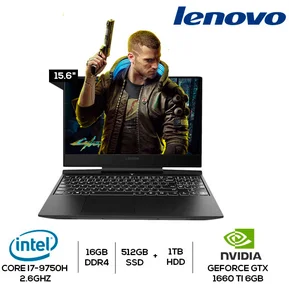 lenovo
15.6"
intel
CORE I7-9750H
2.6GHZ
16GB
DDR4
512GB
SSD
+
1TB
HDD
NVIDIA
GEFORCE GTX
1660 TI 6GB